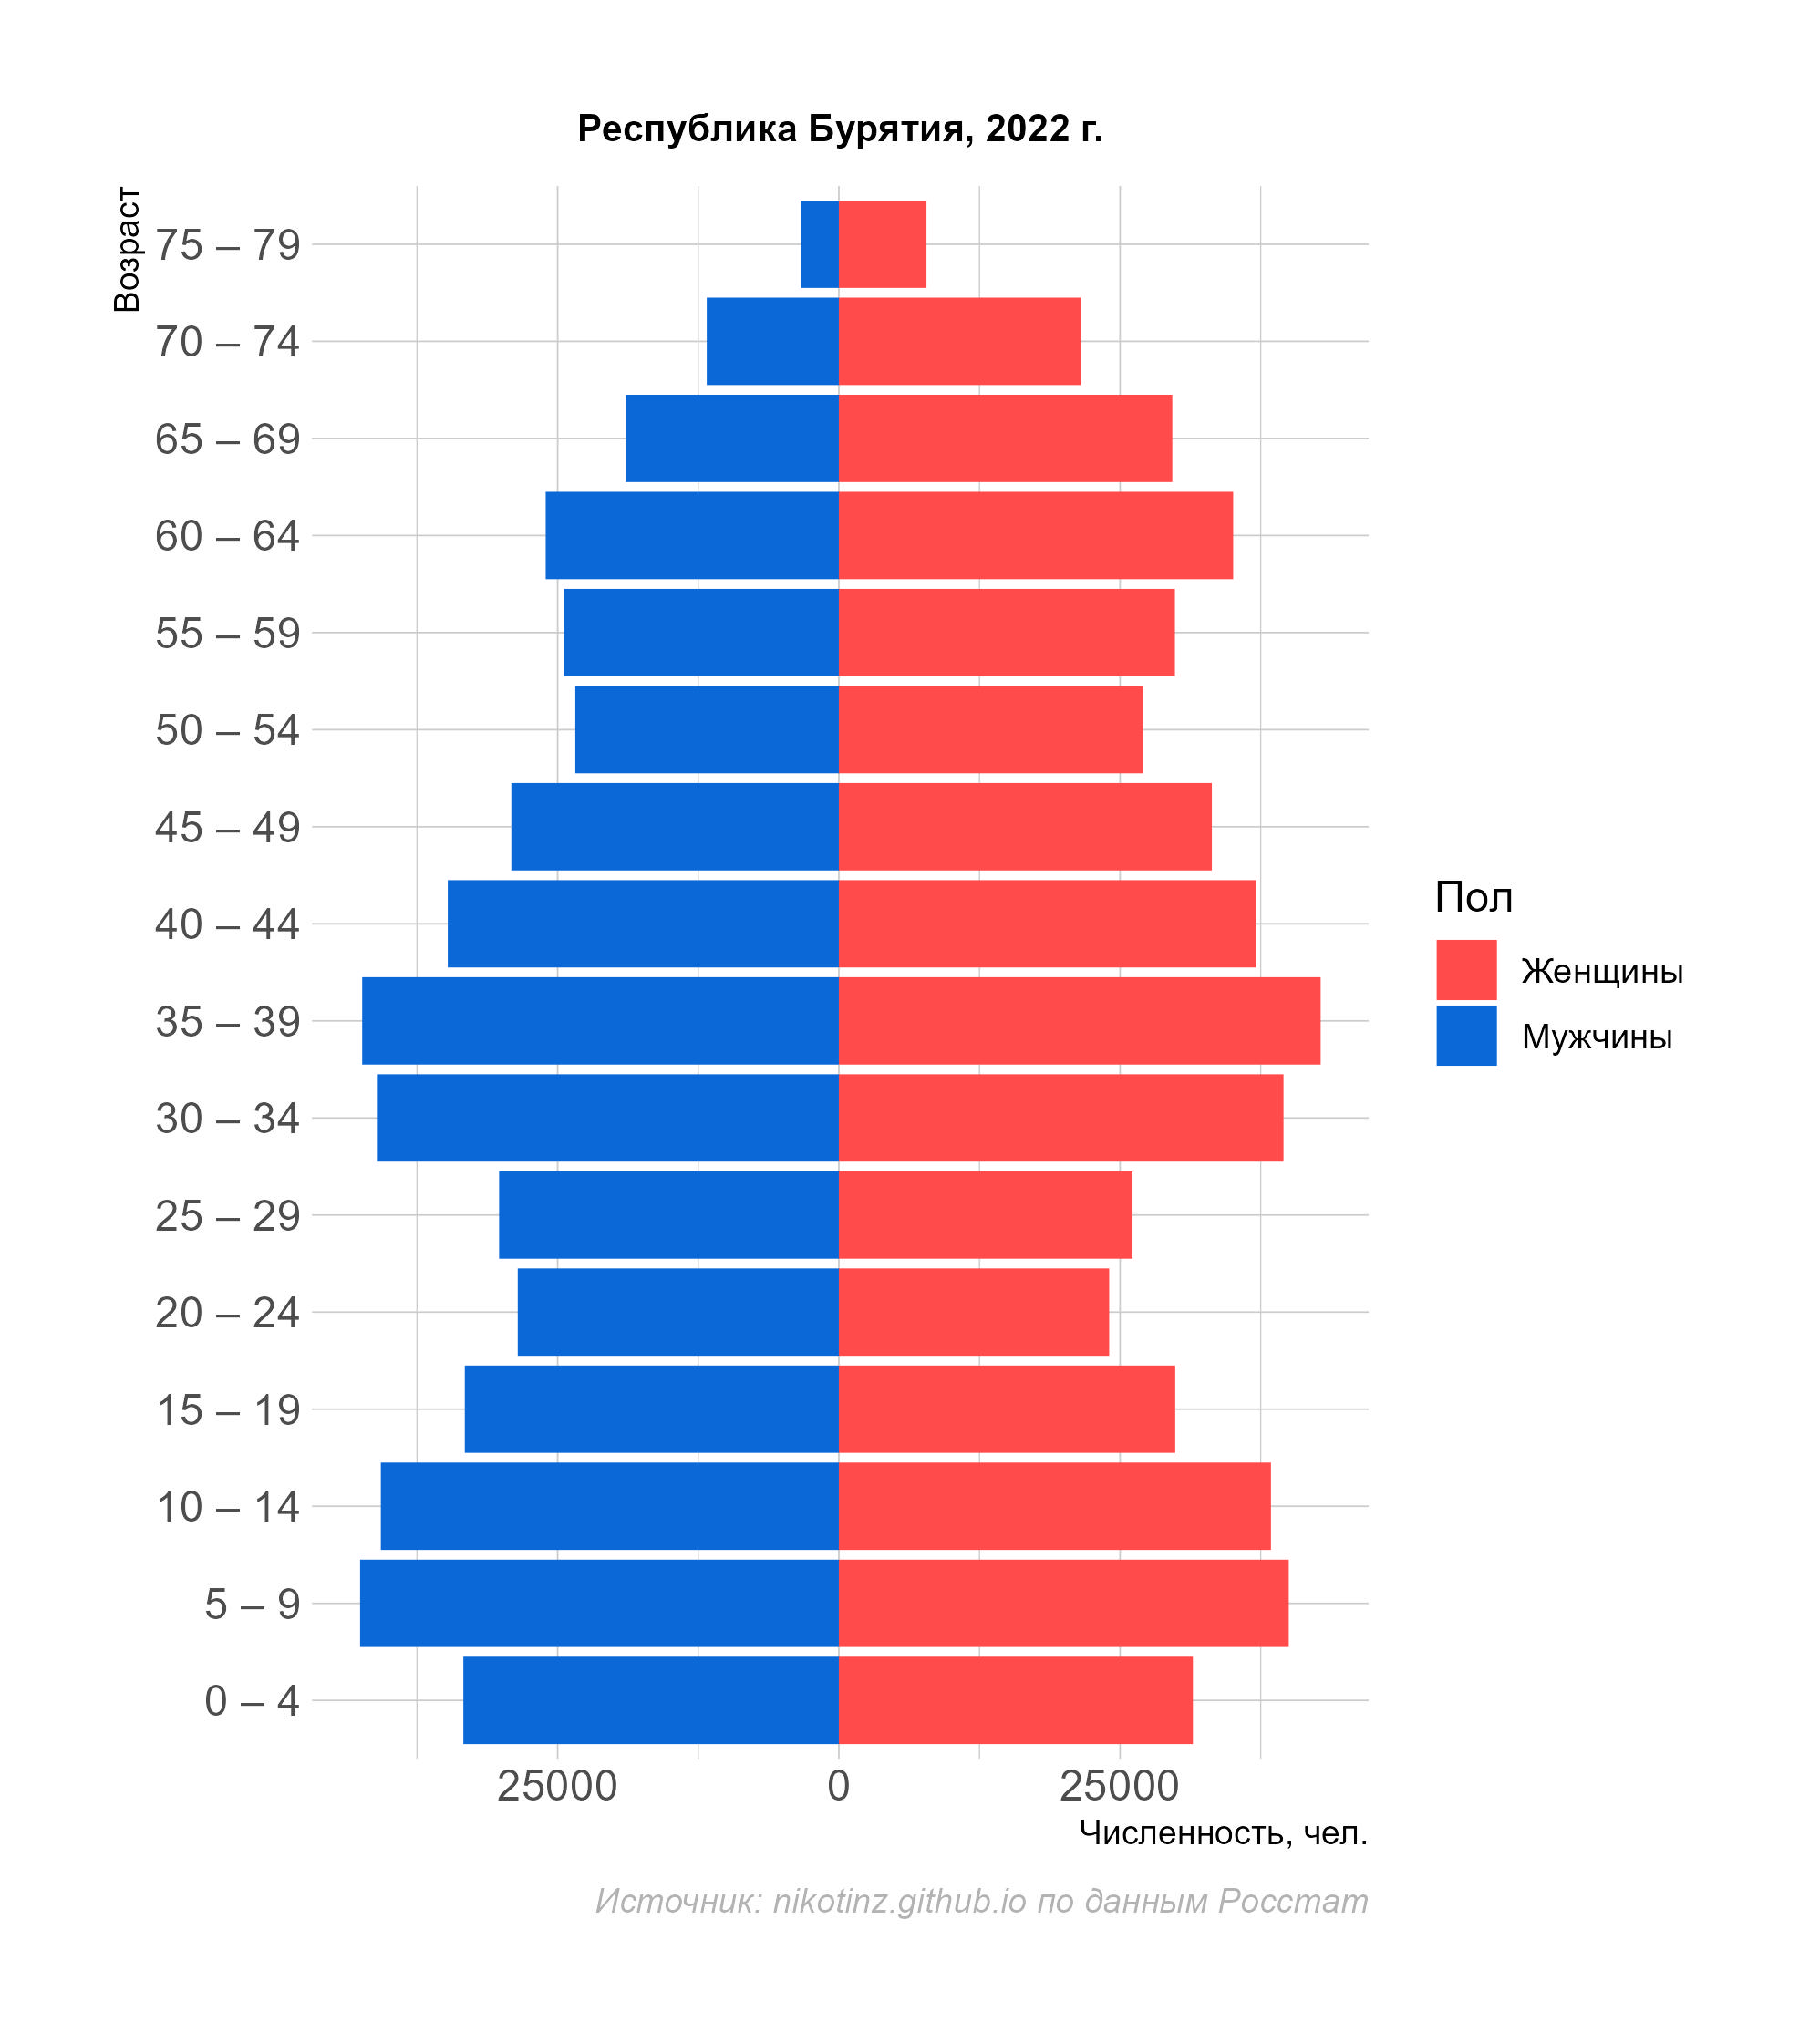 Республика Бурятия, 2022 г.
Возраст
75 – 79
70 – 74
65 – 69
60 – 64
55 – 59
50 – 54
45 – 49
40 – 44
35 – 39
30 – 34
25 – 29
20 – 24
15 – 19
10 – 14
5 – 9
0 – 4
25000 0 25000
Численность, чел.
Пол
Женщины
Мужчины
Источник: nikotinz.github.io по данным Росстат